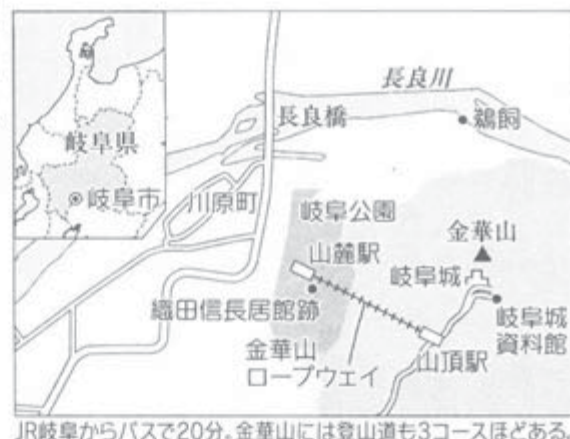 岐阜県
岐阜市
長良川
長良橋
鵜飼
川原町
岐阜公園
山麓駅
金華山
岐阜城
織田信長居館跡
岐阜城
資料館
金華山
ロープウェイ
山頂駅
JR岐阜からバスで20分。金華山には登山道も3コースほどある。